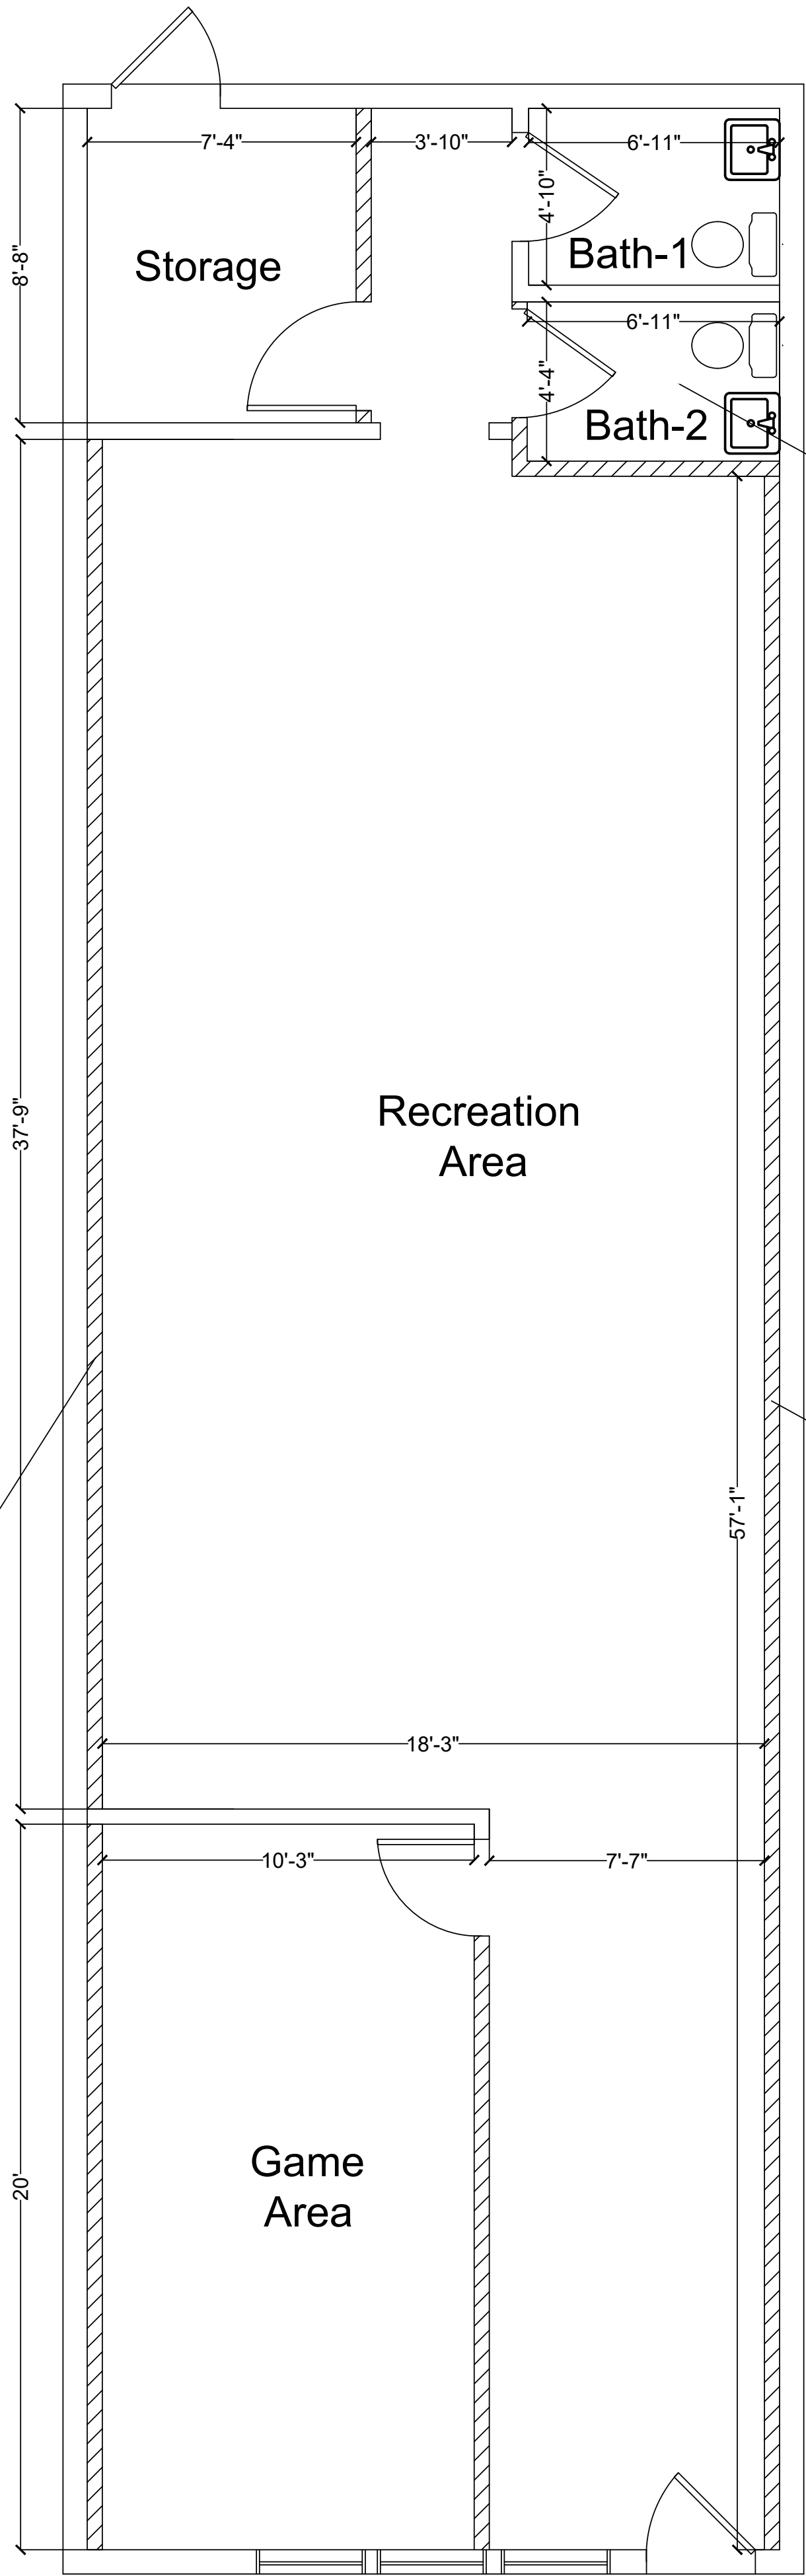 7'-4"
3'-10"
6'-11"
4'-10"
8'-8"
Storage
Bath-1
6'-11"
4'-4"
Bath-2
37'-9"
Recreation
Area
57'-1"
18'-3"
10'-3"
7'-7"
Game
Area
20'